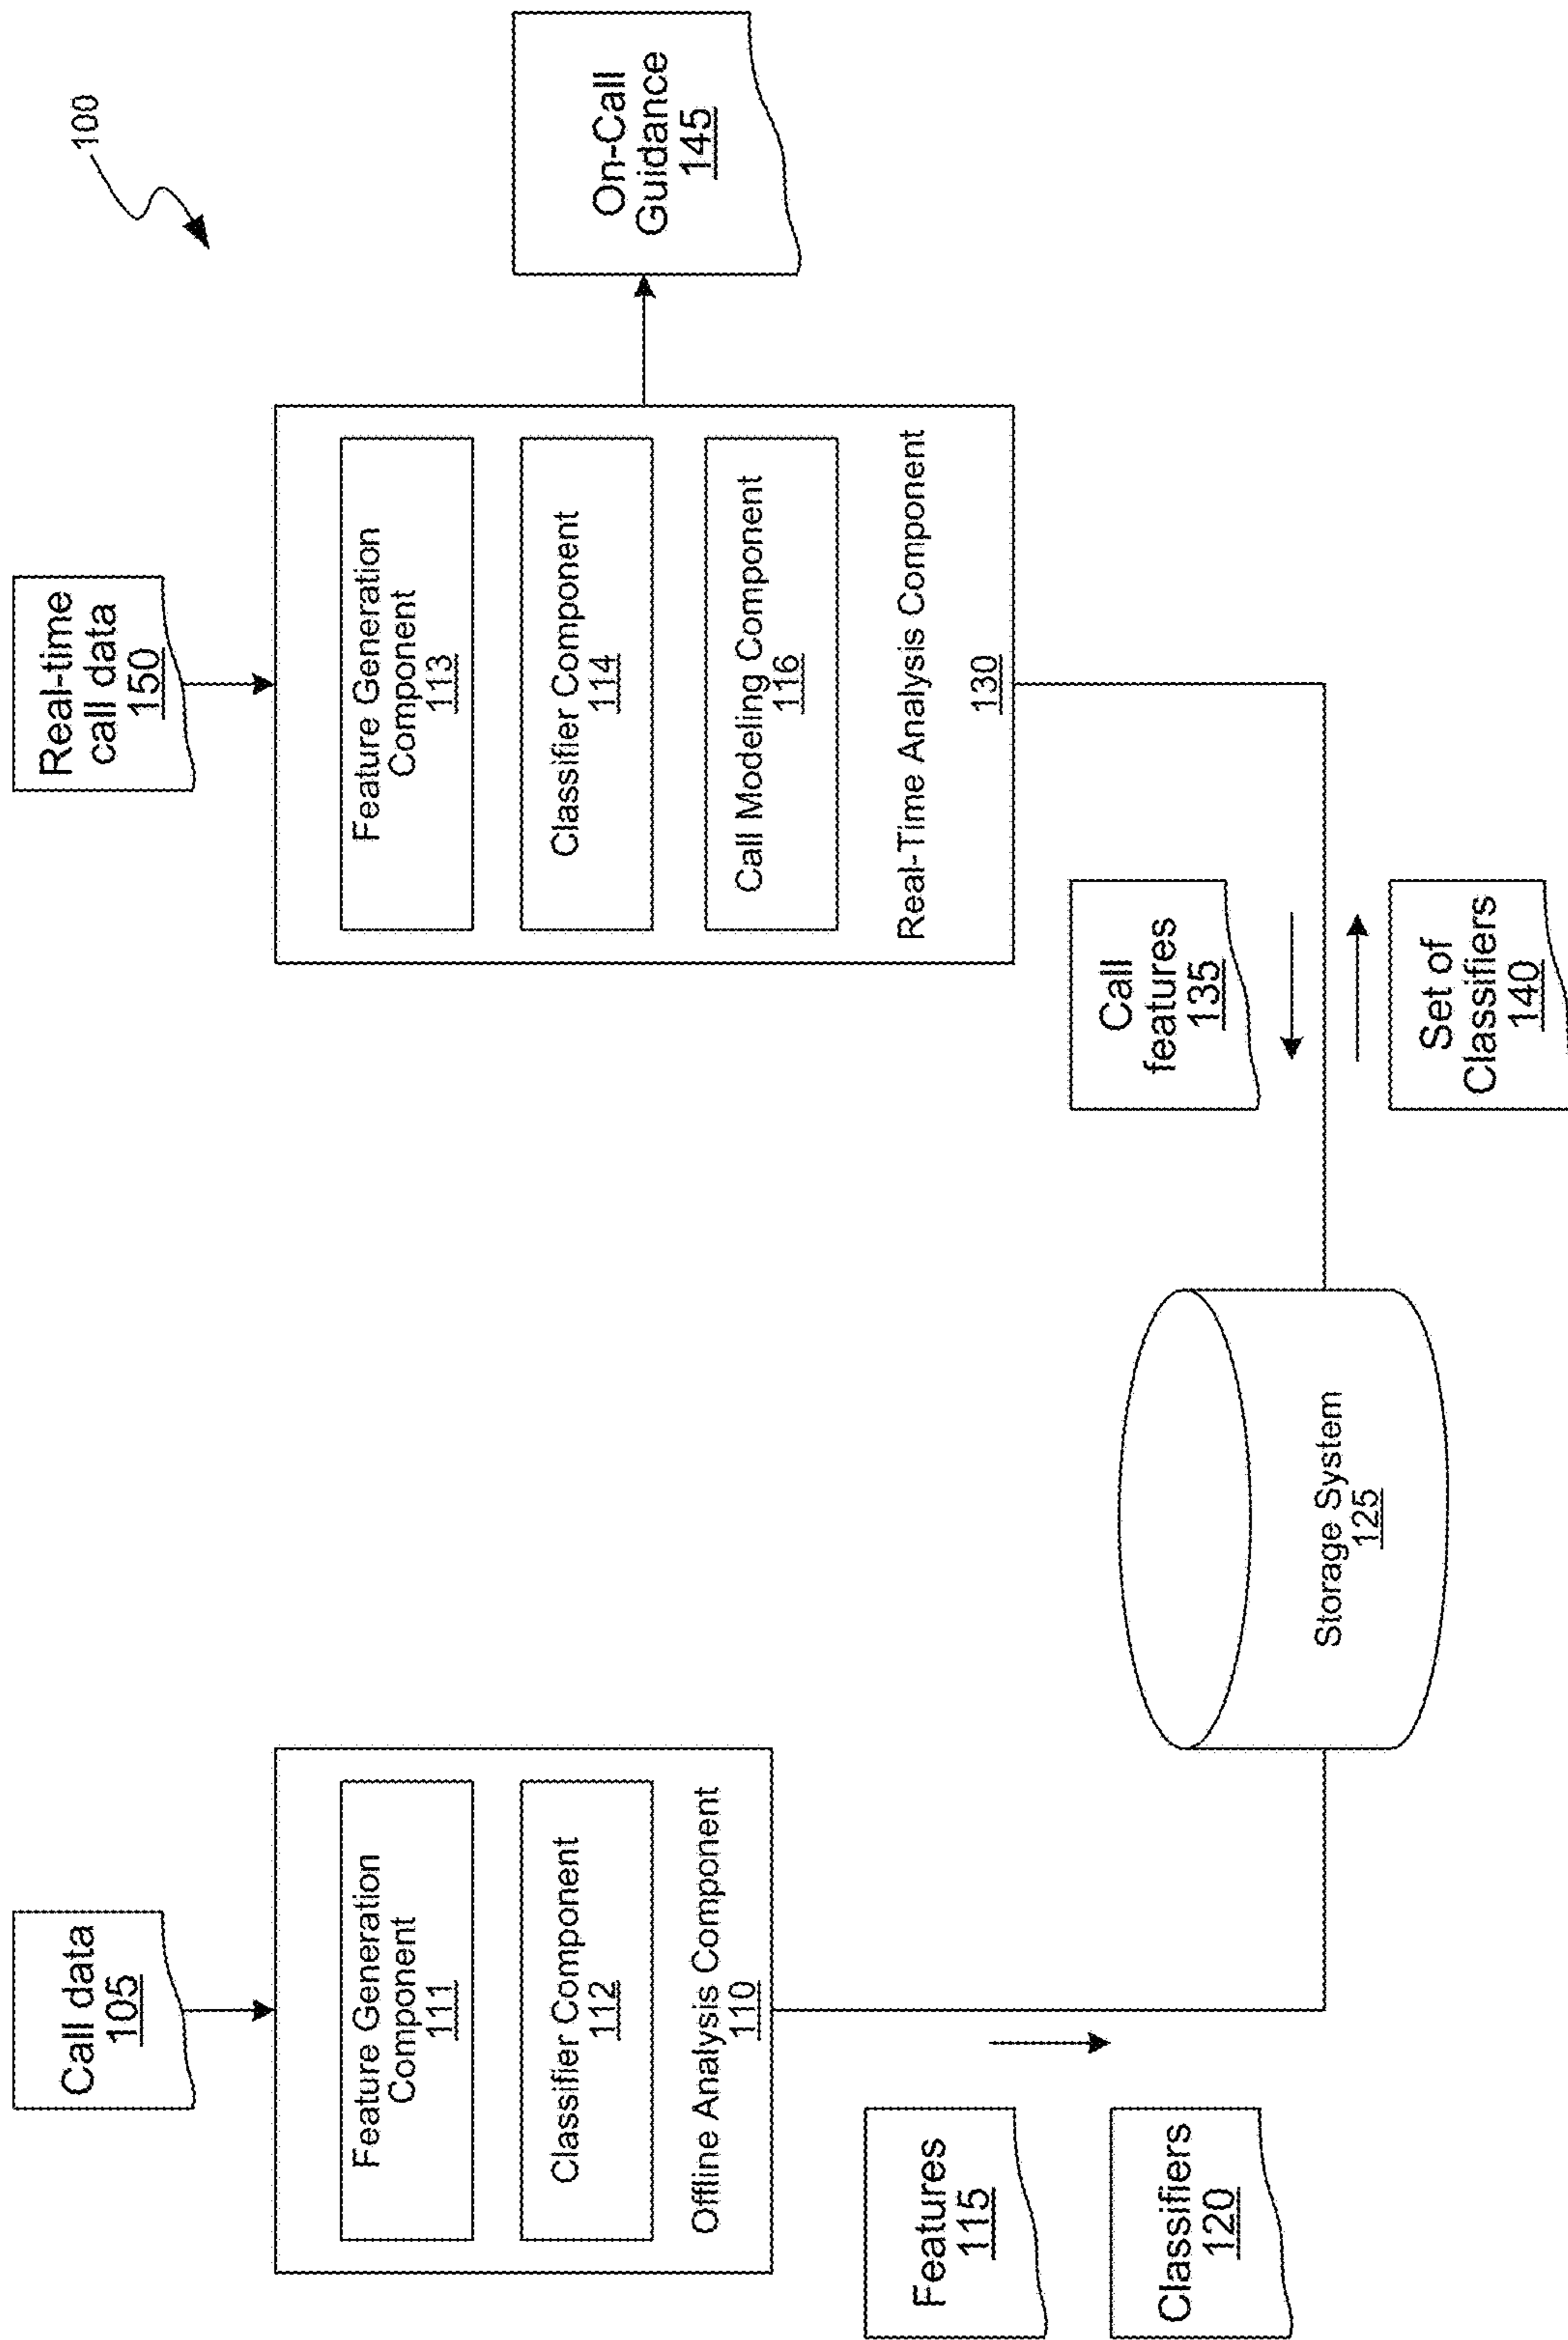 100
Call data
105
Feature Generation
Component
111
Classifier Component
112
Offline Analysis Component
110
Features
115
Classifiers
120
Storage System
125
Real-time
call data
150
Feature Generation
Component
113
Classifier Component
114
Call Modeling Component
116
Real-Time Analysis Component
130
On-Call
Guidance
145
Call
features
135
Set of
Classifiers
140